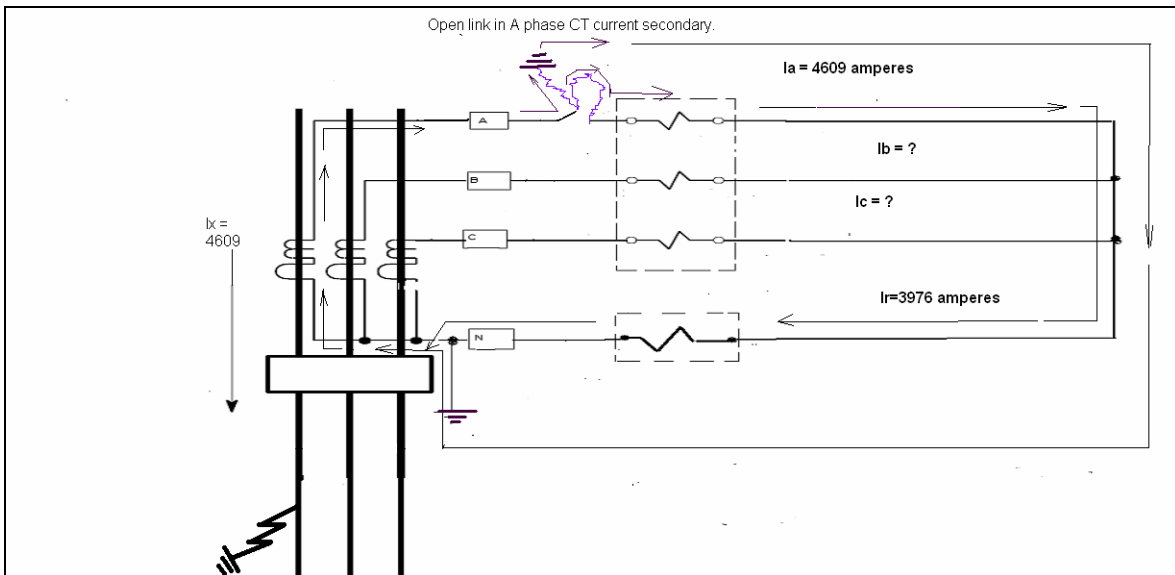 Open link in A phase CT current secondary.
Ia = 4609 amperes
A
Ib = ?
B
Ic = ?
Ix =
4609
C
Ir=3976 amperes
N